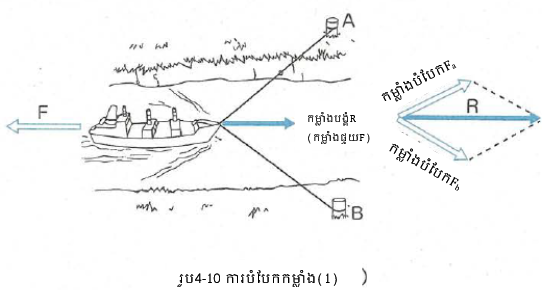 A
F
កម្លាំងបង្គំR
(កម្លាំងផ្ទុយF)
B
កម្លាំងបំបែកFₐ
R
កម្លាំងបំបែកF_b
រូប4-10 ការបំបែកកម្លាំង(1) )